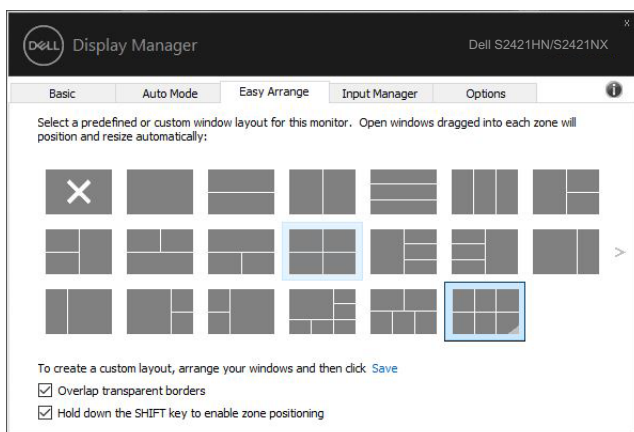 x
DELL Display Manager Dell S2421HN/S2421NX
Basic Auto Mode Easy Arrange Input Manager Options
Select a predefined or custom window layout for this monitor. Open windows dragged into each zone will
position and resize automatically:
>
To create a custom layout, arrange your windows and then click Save
Overlap transparent borders
Hold down the SHIFT key to enable zone positioning